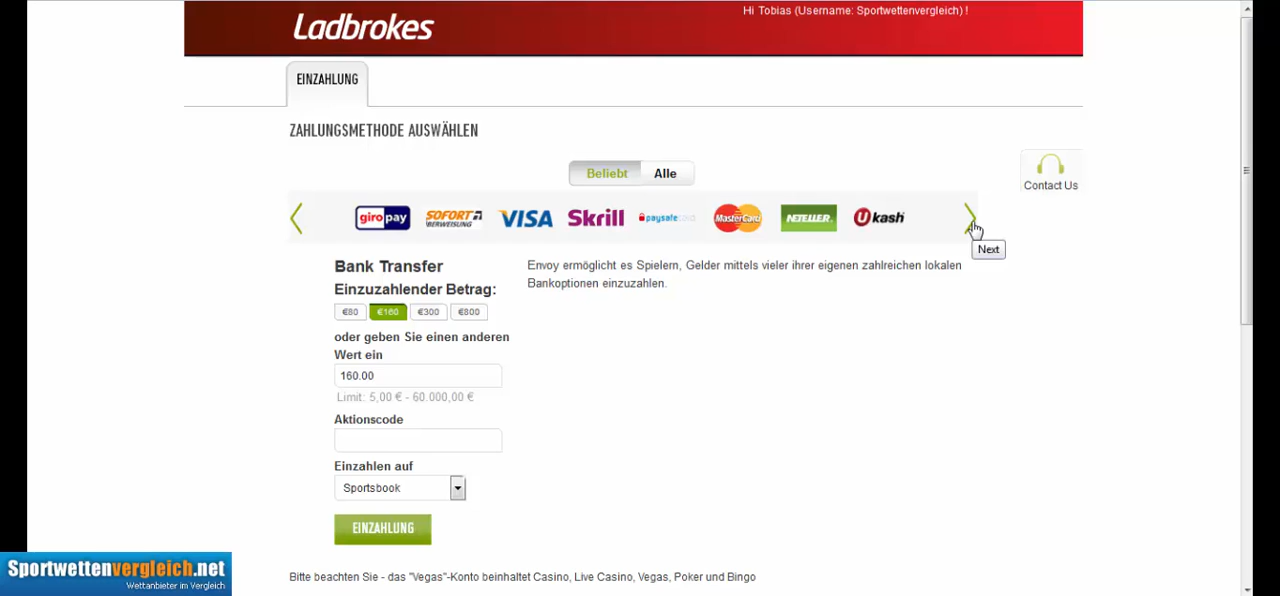 Hi Tobias (Username: Sportwettenvergleich) !
Ladbrokes
EINZAHLUNG
ZAHLUNGSMETHODE AUSWÄHLEN
Beliebt Alle
Contact Us
giropay SOFORT ÜBERWEISUNG VISA Skrill paysafecard MasterCard NETELLER Ukash
Next
Bank Transfer
Envoy ermöglicht es Spielern, Gelder mittels vieler ihrer eigenen zahlreichen lokalen
Bankoptionen einzuzahlen.
Einzuzahlender Betrag:
€80 €160 €300 €800
oder geben Sie einen anderen
Wert ein
160.00
Limit: 5,00 € - 60.000,00 €
Aktionscode
Einzahlen auf
Sportsbook
EINZAHLUNG
Sportwettenvergleich.net
Wettanbieter im Vergleich
Bitte beachten Sie - das "Vegas"-Konto beinhaltet Casino, Live Casino, Vegas, Poker und Bingo